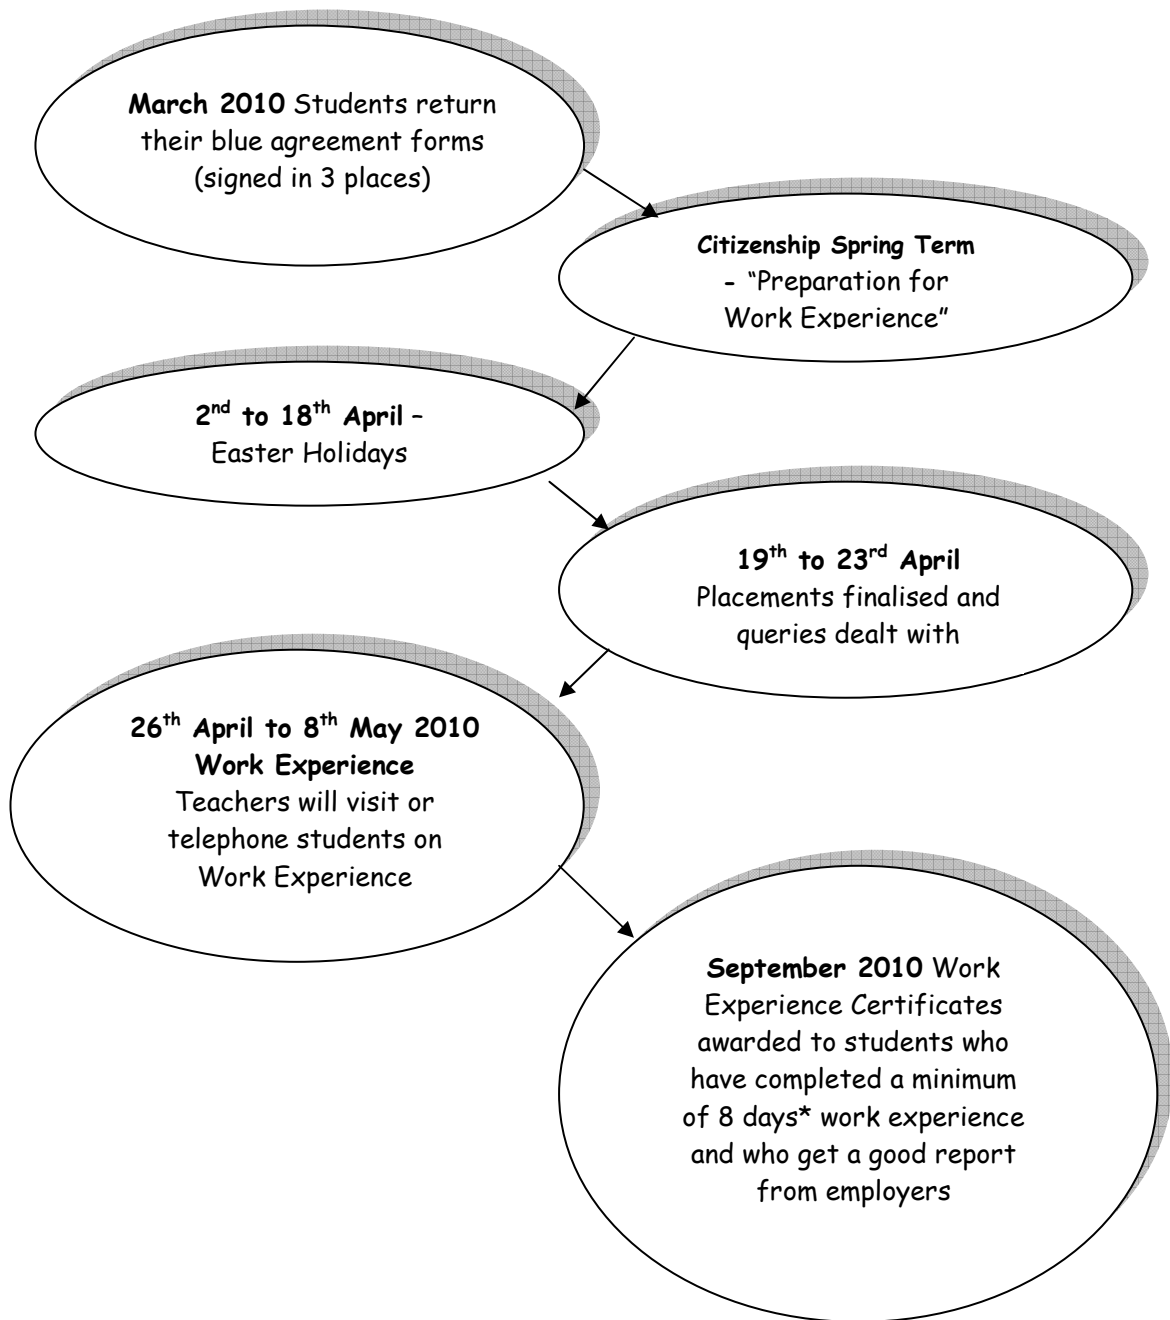 March 2010 Students return
their blue agreement forms
(signed in 3 places)
Citizenship Spring Term
- “Preparation for
Work Experience”
2nd to 18th April –
Easter Holidays
19th to 23rd April
Placements finalised and
queries dealt with
26th April to 8th May 2010
Work Experience
Teachers will visit or
telephone students on
Work Experience
September 2010 Work
Experience Certificates
awarded to students who
have completed a minimum
of 8 days* work experience
and who get a good report
from employers